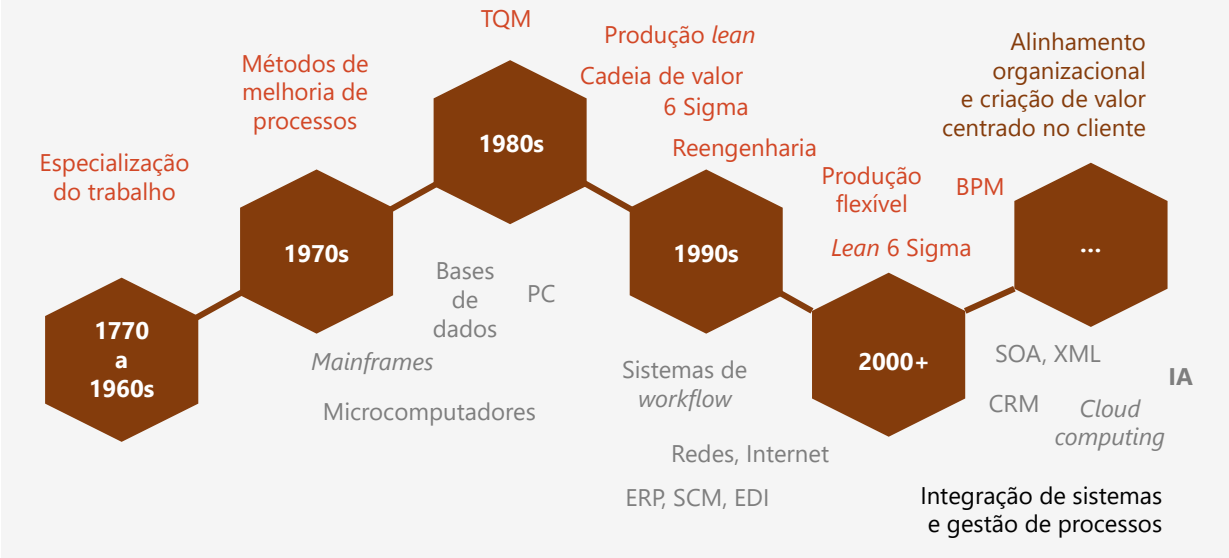 Especialização
do trabalho
1770
a
1960s
Métodos de
melhoria de
processos
1970s
Mainframes
Microcomputadores
TQM
1980s
Bases
de
dados
PC
Produção lean
Cadeia de valor
6 Sigma
Reengenharia
1990s
Sistemas de
workflow
Redes, Internet
ERP, SCM, EDI
Produção
flexível
Lean 6 Sigma
BPM
2000+
Alinhamento
organizacional
e criação de valor
centrado no cliente
...
SOA, XML
IA
CRM
Cloud
computing
Integração de sistemas
e gestão de processos